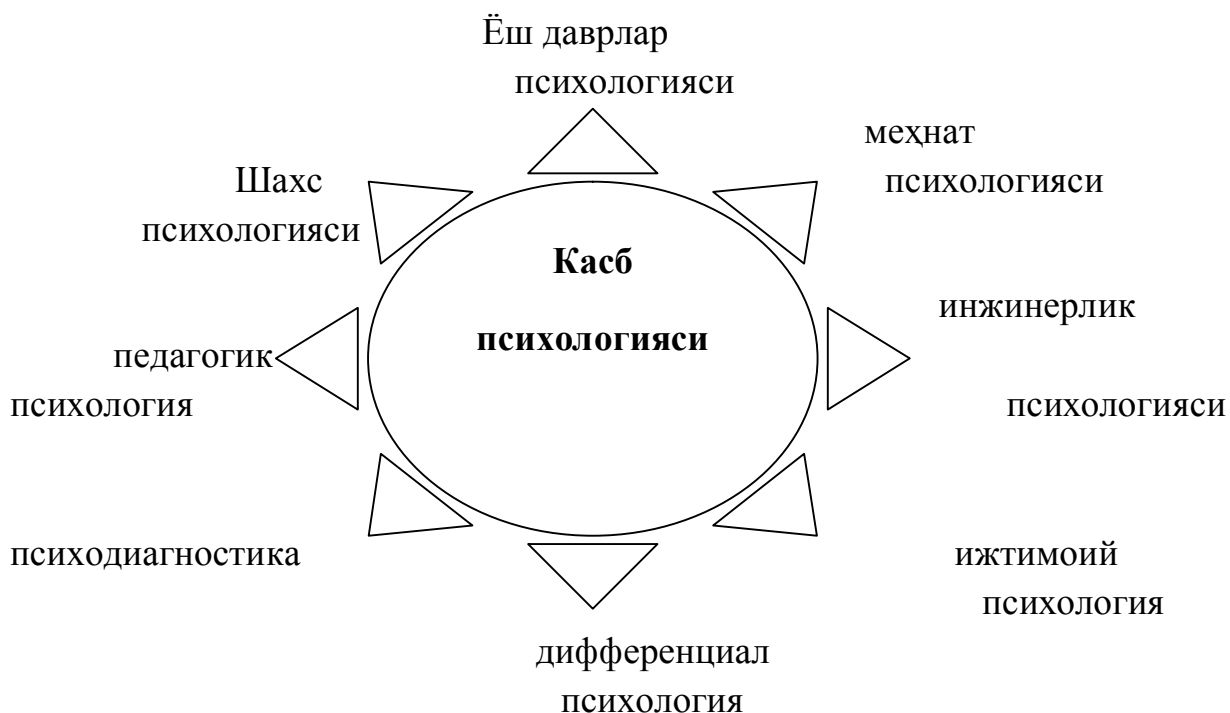 Ёш даврлар
психологияси
меҳнат
психологияси
Шахс
психологияси
Касб
психологияси
инжинерлик
психологияси
педагогик
психология
психодиагностика
ижтимоий
психология
дифференциал
психология